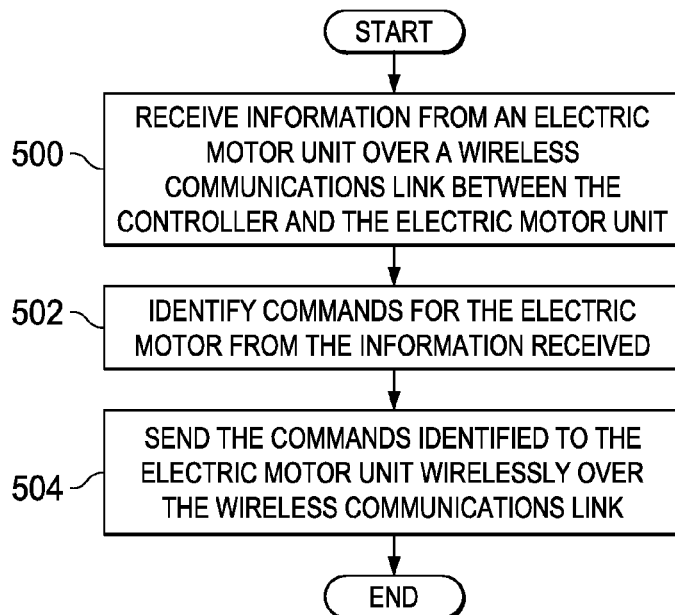 START
500
RECEIVE INFORMATION FROM AN ELECTRIC
MOTOR UNIT OVER A WIRELESS
COMMUNICATIONS LINK BETWEEN THE
CONTROLLER AND THE ELECTRIC MOTOR UNIT
502
IDENTIFY COMMANDS FOR THE ELECTRIC
MOTOR FROM THE INFORMATION RECEIVED
504
SEND THE COMMANDS IDENTIFIED TO THE
ELECTRIC MOTOR UNIT WIRELESSLY OVER
THE WIRELESS COMMUNICATIONS LINK
END